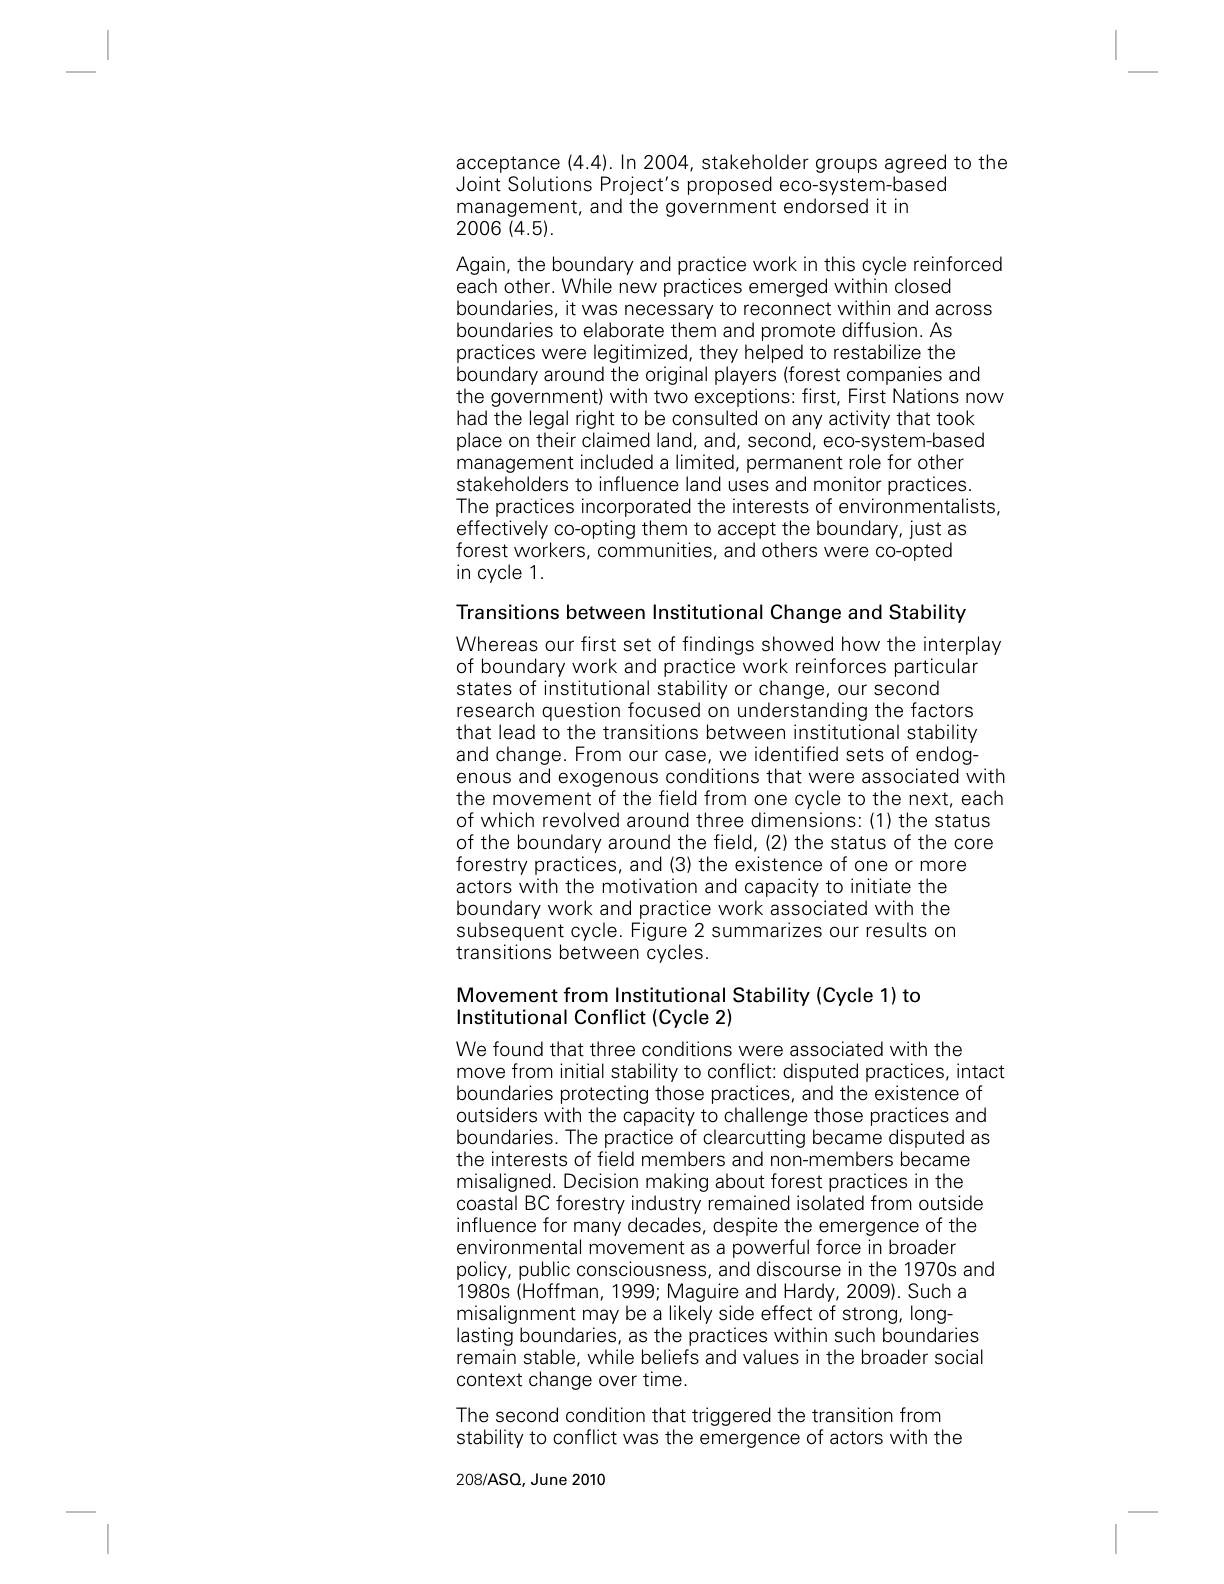 acceptance (4.4). In 2004, stakeholder groups agreed to the
Joint Solutions Project's proposed eco-system-based
management, and the government endorsed it in
2006 (4.5).
Again, the boundary and practice work in this cycle reinforced
each other. While new practices emerged within closed
boundaries, it was necessary to reconnect within and across
boundaries to elaborate them and promote diffusion. As
practices were legitimized, they helped to restabilize the
boundary around the original players (forest companies and
the government) with two exceptions: first, First Nations now
had the legal right to be consulted on any activity that took
place on their claimed land, and, second, eco-system-based
management included a limited, permanent role for other
stakeholders to influence land uses and monitor practices.
The practices incorporated the interests of environmentalists,
effectively co-opting them to accept the boundary, just as
forest workers, communities, and others were co-opted
in cycle 1.
Transitions between Institutional Change and Stability
Whereas our first set of findings showed how the interplay
of boundary work and practice work reinforces particular
states of institutional stability or change, our second
research question focused on understanding the factors
that lead to the transitions between institutional stability
and change. From our case, we identified sets of endog-
enous and exogenous conditions that were associated with
the movement of the field from one cycle to the next, each
of which revolved around three dimensions: (1) the status
of the boundary around the field, (2) the status of the core
forestry practices, and (3) the existence of one or more
actors with the motivation and capacity to initiate the
boundary work and practice work associated with the
subsequent cycle. Figure 2 summarizes our results on
transitions between cycles.
Movement from Institutional Stability (Cycle 1) to
Institutional Conflict (Cycle 2)
We found that three conditions were associated with the
move from initial stability to conflict: disputed practices, intact
boundaries protecting those practices, and the existence of
outsiders with the capacity to challenge those practices and
boundaries. The practice of clearcutting became disputed as
the interests of field members and non-members became
misaligned. Decision making about forest practices in the
coastal BC forestry industry remained isolated from outside
influence for many decades, despite the emergence of the
environmental movement as a powerful force in broader
policy, public consciousness, and discourse in the 1970s and
1980s (Hoffman, 1999; Maguire and Hardy, 2009). Such a
misalignment may be a likely side effect of strong, long-
lasting boundaries, as the practices within such boundaries
remain stable, while beliefs and values in the broader social
context change over time.
The second condition that triggered the transition from
stability to conflict was the emergence of actors with the
208/ASQ, June 2010